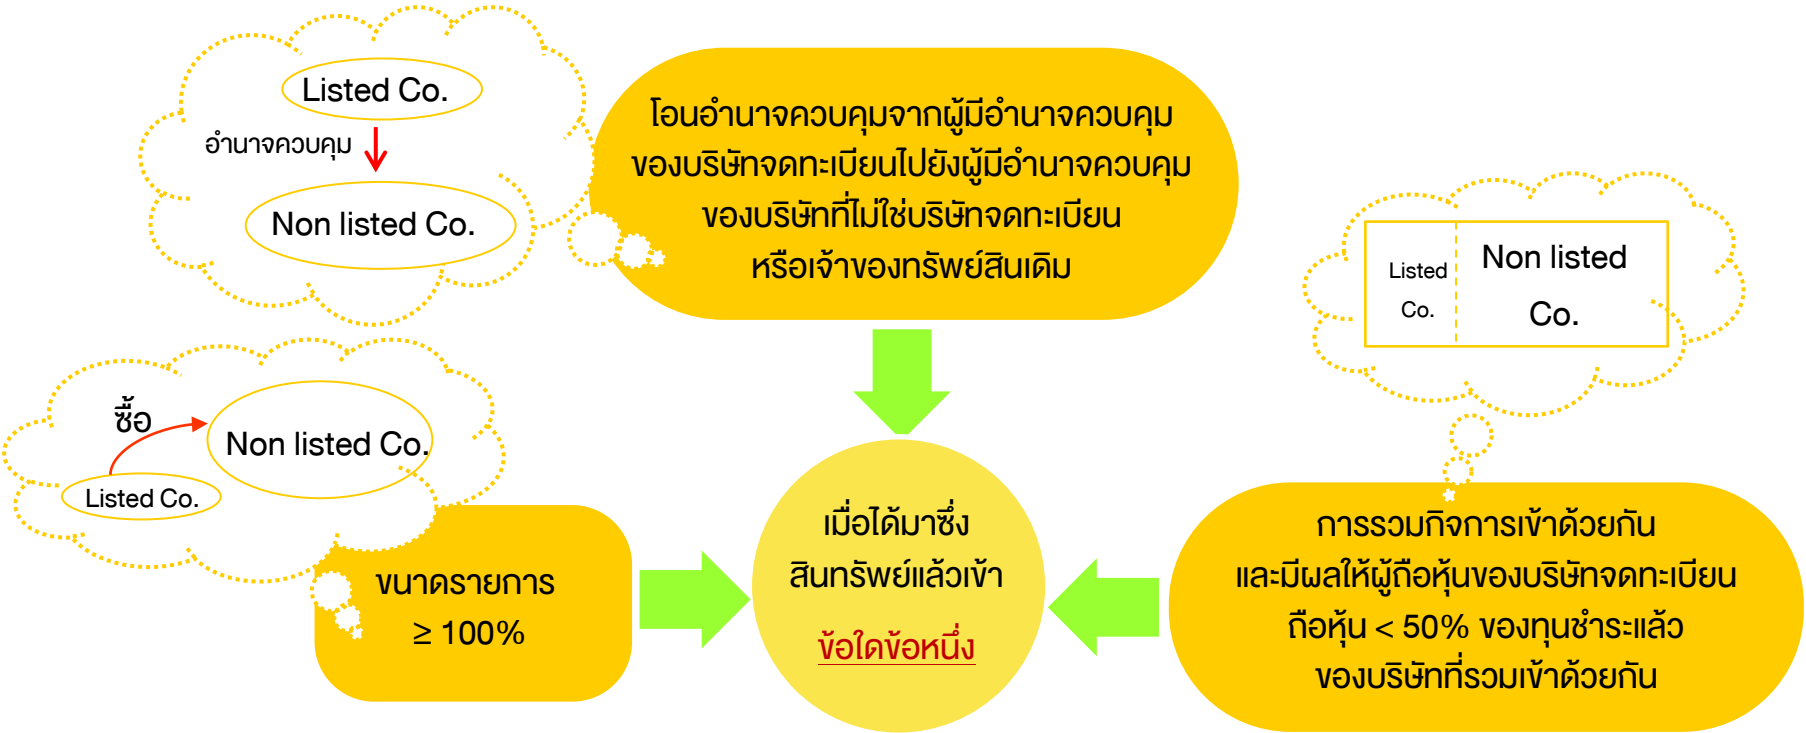 Listed Co.
อำนาจควบคุม
Non listed Co.
โอนอำนาจควบคุมจากผู้มีอำนาจควบคุม
ของบริษัทจดทะเบียนไปยังผู้มีอำนาจควบคุม
ของบริษัทที่ไม่ใช่บริษัทจดทะเบียน
หรือเจ้าของทรัพย์สินเดิม
Listed
Co.
Non listed
Co.
ซื้อ
Non listed Co.
Listed Co.
ขนาดรายการ
≥ 100%
เมื่อได้มาซึ่ง
สินทรัพย์แล้วเข้า
ข้อใดข้อหนึ่ง
การรวมกิจการเข้าด้วยกัน
และมีผลให้ผู้ถือหุ้นของบริษัทจดทะเบียน
ถือหุ้น < 50% ของทุนชำระแล้ว
ของบริษัทที่รวมเข้าด้วยกัน